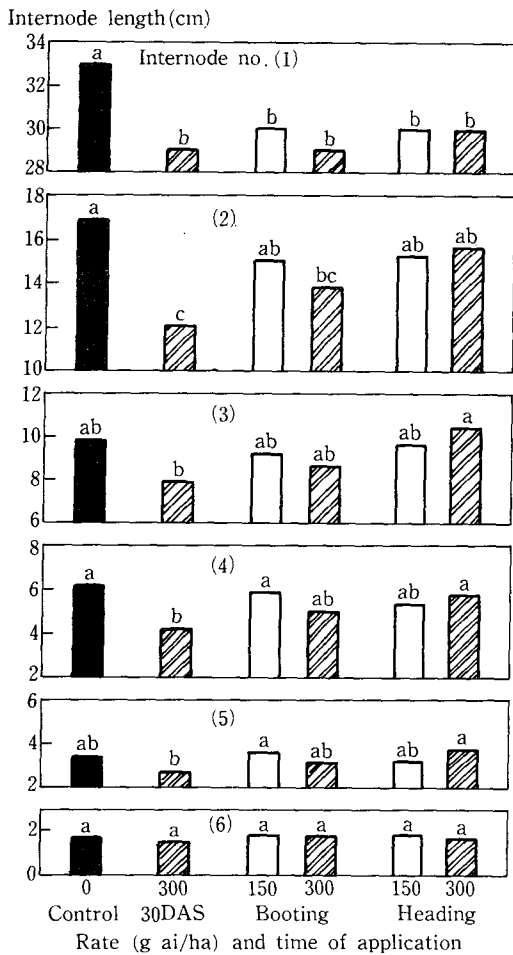 Internode length(cm)
34
32
30
28
a
Internode no. (1)
b
b
b
b
b
18
16
14
12
10
a
(2)
c
ab
bc
ab
ab
12
10
8
6
ab
(3)
b
ab
ab
ab
a
8
6
4
2
a
(4)
b
a
ab
ab
a
6
4
2
ab
(5)
b
a
ab
ab
a
2
0
a
a
(6)
a
a
a
a
0 300 150 300 150 300
Control 30DAS Booting Heading
Rate (g ai/ha) and time of application